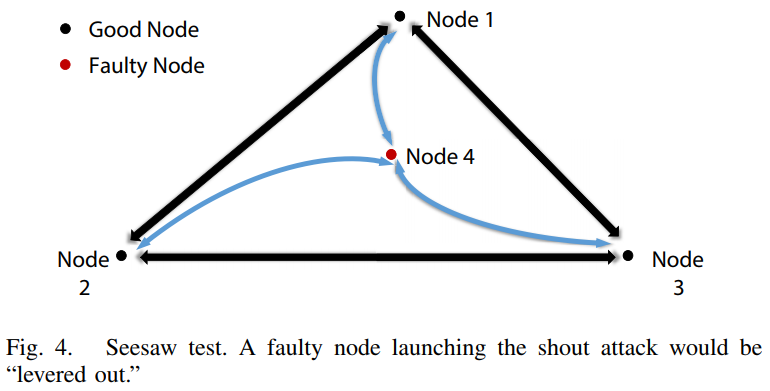 Good Node
Faulty Node
Node 1
Node 4
Node
2
Node
3
Fig. 4. Seesaw test. A faulty node launching the shout attack would be
“levered out.”